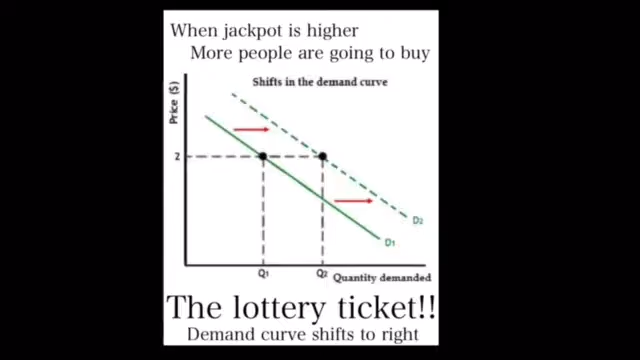 When jackpot is higher
More people are going to buy
Shifts in the demand curve
Price ($)
2
D2
D1
Q1
Q2
Quantity demanded
The lottery ticket!!
Demand curve shifts to right